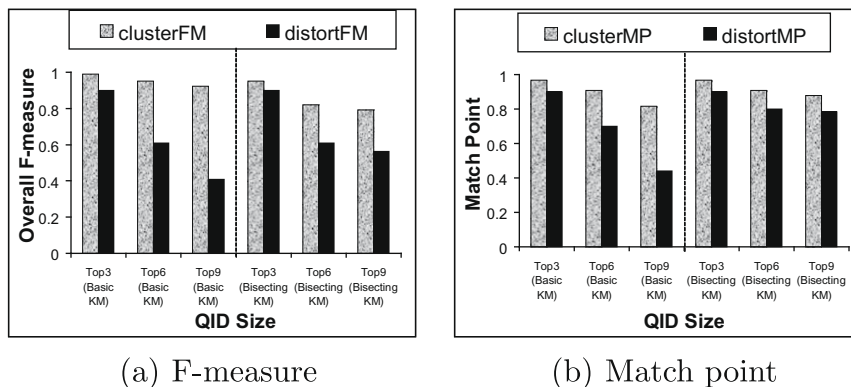 clusterFM distortFM
Overall F-measure
1
0.8
0.6
0.4
0.2
0
Top3 (Basic KM)
Top6 (Basic KM)
Top9 (Basic KM)
Top3 (Bisecting KM)
Top6 (Bisecting KM)
Top9 (Bisecting KM)
QID Size
(a) F-measure
clusterMP distortMP
Match Point
1
0.8
0.6
0.4
0.2
0
Top3 (Basic KM)
Top6 (Basic KM)
Top9 (Basic KM)
Top3 (Bisecting KM)
Top6 (Bisecting KM)
Top9 (Bisecting KM)
QID Size
(b) Match point